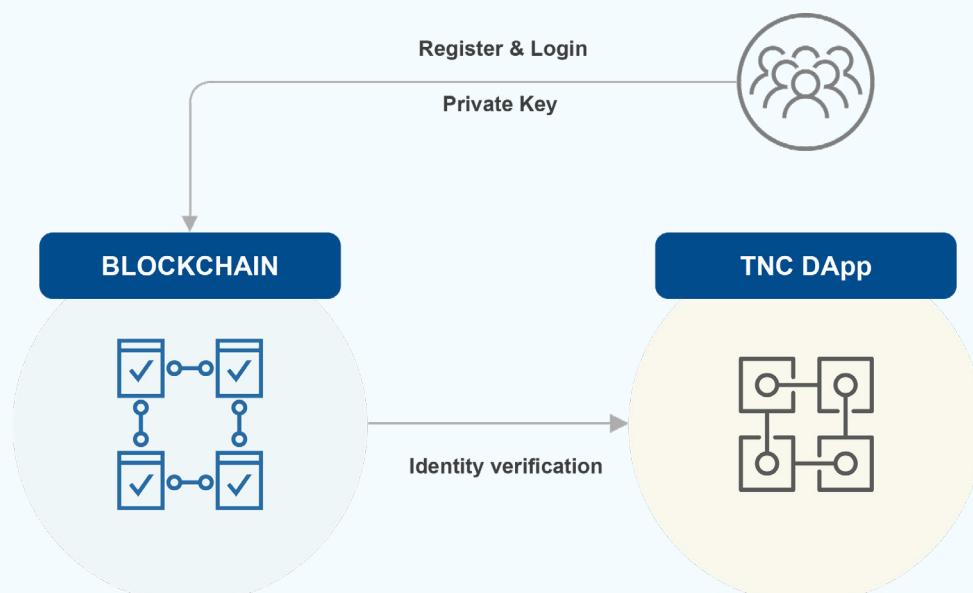 Register & Login
Private Key
BLOCKCHAIN
TNC DApp
Identity verification